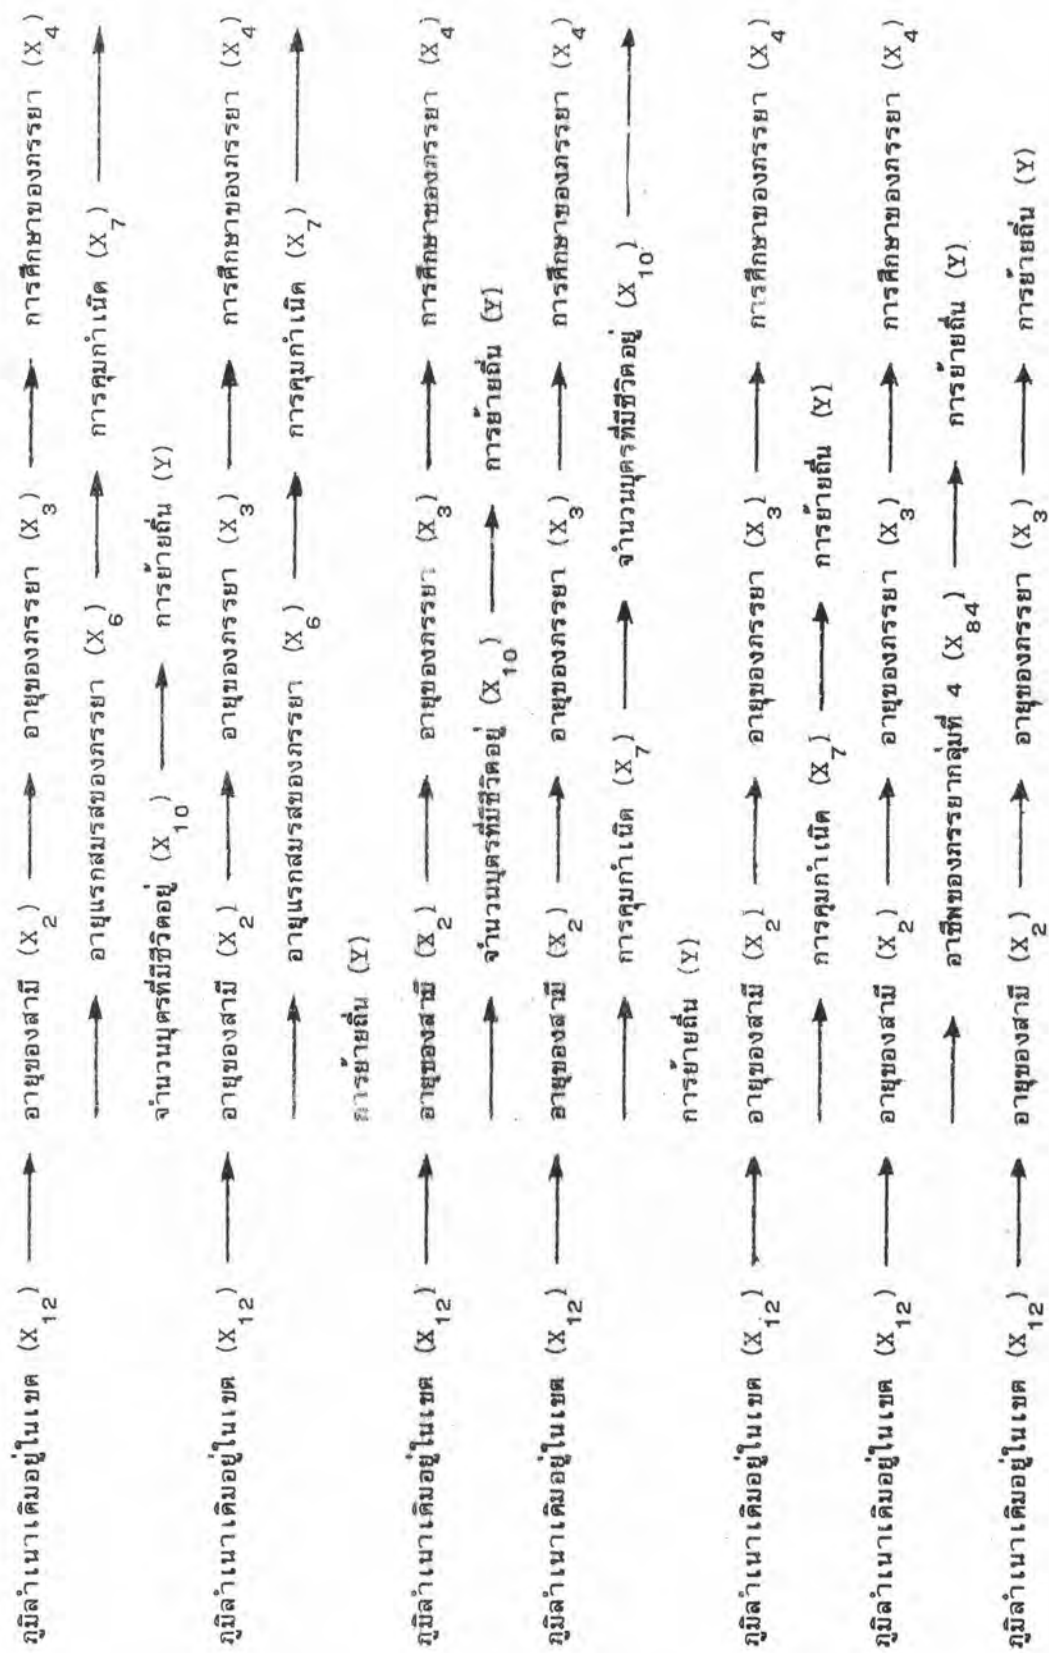 ภูมิลำเนาเดิมอยู่ในเขต (X12) → อายุของสามี (X2) → อายุของภรรยา (X3) → การศึกษาของภรรยา (X4)
→ อายุแรกสมรสของภรรยา (X6) → การคุมกำเนิด (X7) →
จำนวนบุตรที่มีชีวิตอยู่ (X10) → การย้ายถิ่น (Y)
ภูมิลำเนาเดิมอยู่ในเขต (X12) → อายุของสามี (X2) → อายุของภรรยา (X3) → การศึกษาของภรรยา (X4)
→ อายุแรกสมรสของภรรยา (X6) → การคุมกำเนิด (X7) →
การย้ายถิ่น (Y)
ภูมิลำเนาเดิมอยู่ในเขต (X12) → อายุของสามี (X2) → อายุของภรรยา (X3) → การศึกษาของภรรยา (X4)
→ จำนวนบุตรที่มีชีวิตอยู่ (X10) → การย้ายถิ่น (Y)
ภูมิลำเนาเดิมอยู่ในเขต (X12) → อายุของสามี (X2) → อายุของภรรยา (X3) → การศึกษาของภรรยา (X4)
→ การคุมกำเนิด (X7) → จำนวนบุตรที่มีชีวิตอยู่ (X10) →
การย้ายถิ่น (Y)
ภูมิลำเนาเดิมอยู่ในเขต (X12) → อายุของสามี (X2) → อายุของภรรยา (X3) → การศึกษาของภรรยา (X4)
→ การคุมกำเนิด (X7) → การย้ายถิ่น (Y)
ภูมิลำเนาเดิมอยู่ในเขต (X12) → อายุของสามี (X2) → อายุของภรรยา (X3) → การศึกษาของภรรยา (X4)
→ อาชีพของภรรยากลุ่มที่ 4 (X84) → การย้ายถิ่น (Y)
ภูมิลำเนาเดิมอยู่ในเขต (X12) → อายุของสามี (X2) → อายุของภรรยา (X3) → การย้ายถิ่น (Y)